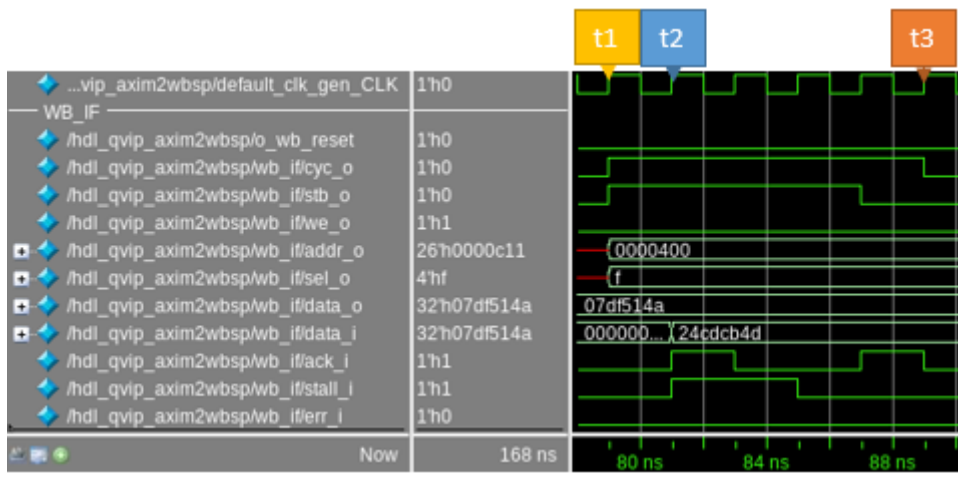 t1 t2 t3
...vip_axim2wbsp/default_clk_gen_CLK 1'h0
WB_IF
/hdl_qvip_axim2wbsp/o_wb_reset 1'h0
/hdl_qvip_axim2wbsp/wb_if/cyc_o 1'h0
/hdl_qvip_axim2wbsp/wb_if/stb_o 1'h0
/hdl_qvip_axim2wbsp/wb_if/we_o 1'h1
/hdl_qvip_axim2wbsp/wb_if/addr_o 26'h0000c11 0000400
/hdl_qvip_axim2wbsp/wb_if/sel_o 4'hf f
/hdl_qvip_axim2wbsp/wb_if/data_o 32'h07df514a 07df514a
/hdl_qvip_axim2wbsp/wb_if/data_i 32'h07df514a 000000... 24cdcb4d
/hdl_qvip_axim2wbsp/wb_if/ack_i 1'h1
/hdl_qvip_axim2wbsp/wb_if/stall_i 1'h1
/hdl_qvip_axim2wbsp/wb_if/err_i 1'h0
Now 168 ns 80 ns 84 ns 88 ns